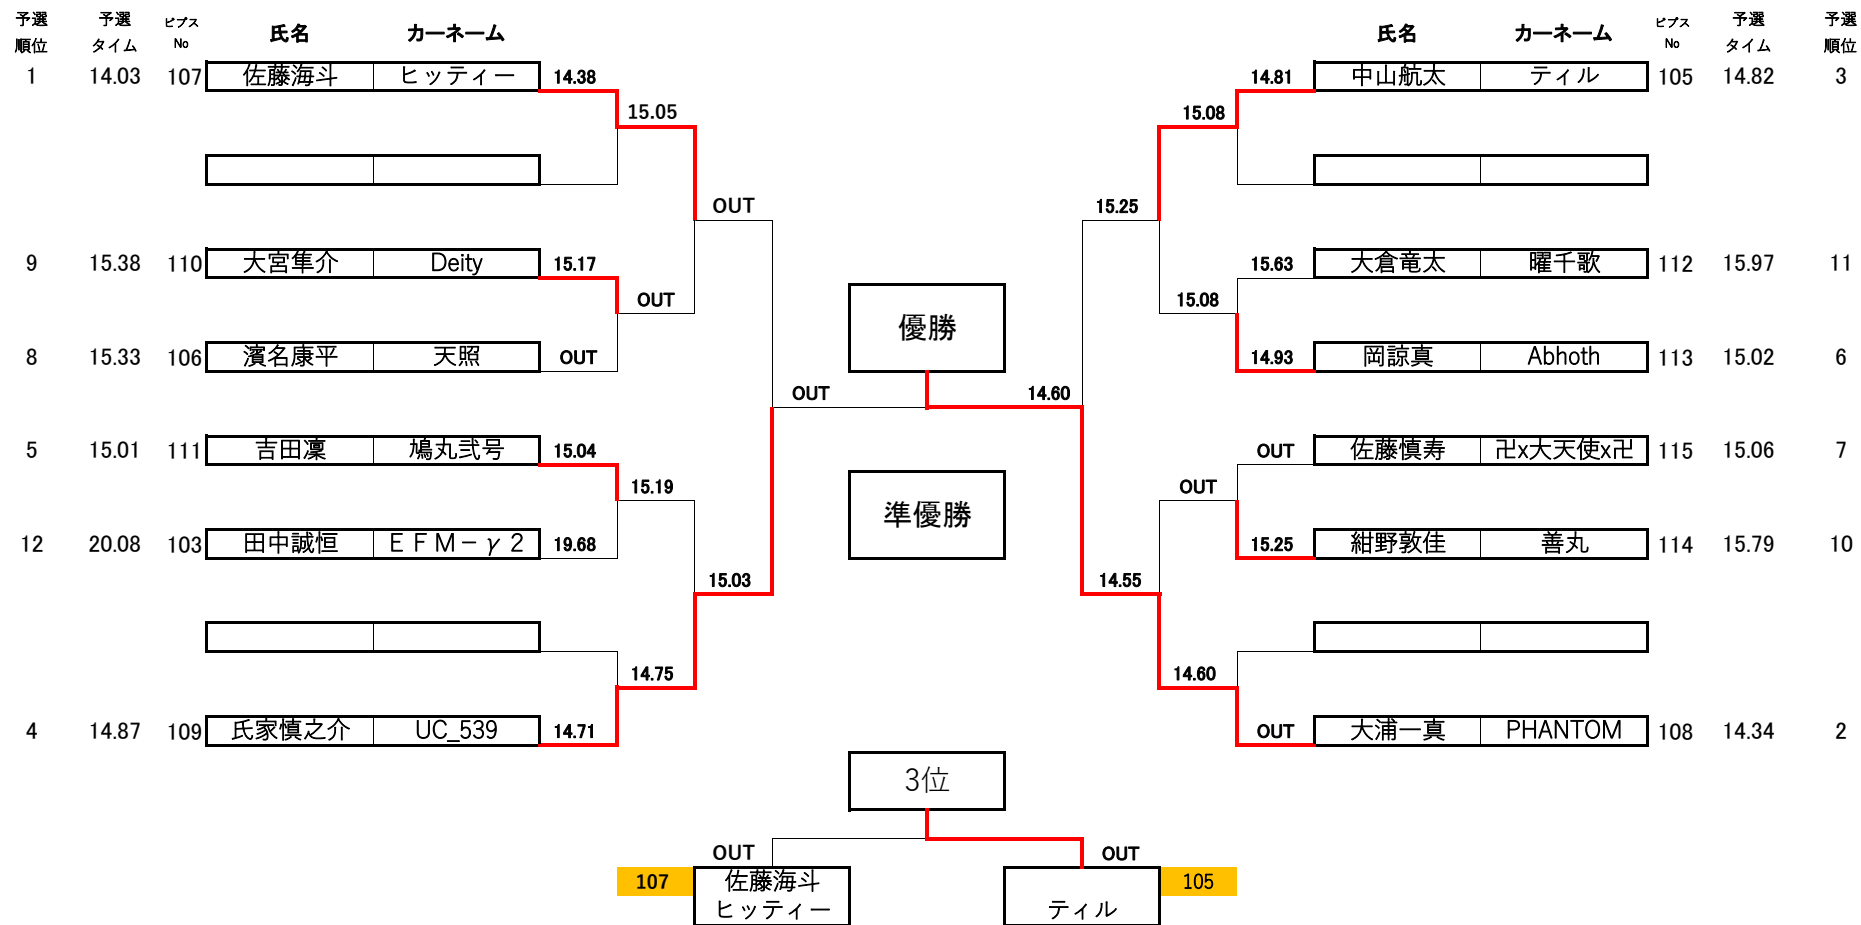 予選 予選 ビブス 氏名 カーネーム 氏名 カーネーム ビブス 予選 予選
順位 タイム No No タイム 順位
1 14.03 107 佐藤海斗 ヒッティー 14.38 14.81 中山航太 ティル 105 14.82 3
15.05 15.08
OUT 15.25
9 15.38 110 大宮隼介 Deity 15.17 15.63 大倉竜太 曜千歌 112 15.97 11
OUT 15.08
優勝
8 15.33 106 濱名康平 天照 OUT 14.93 岡諒真 Abhoth 113 15.02 6
OUT 14.60
5 15.01 111 吉田凜 鳩丸弐号 15.04 OUT 佐藤慎寿 卍x大天使x卍 115 15.06 7
15.19 OUT
準優勝
12 20.08 103 田中誠恒 ＥＦＭ－γ２ 19.68 15.25 紺野敦佳 善丸 114 15.79 10
15.03 14.55
14.75 14.60
4 14.87 109 氏家慎之介 UC_539 14.71 OUT 大浦一真 PHANTOM 108 14.34 2
3位
OUT OUT
107 佐藤海斗 105
ヒッティー ティル